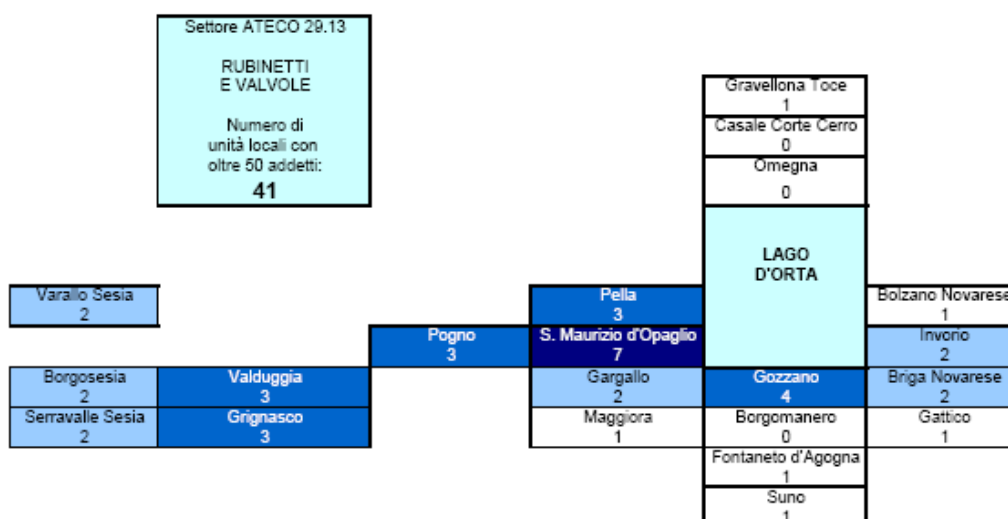 Settore ATECO 29.13
RUBINETTI
E VALVOLE
Numero di
unità locali con
oltre 50 addetti:
41
Gravellona Toce
1
Casale Corte Cerro
0
Omegna
0
LAGO
D'ORTA
Varallo Sesia
2
Pella
3
Bolzano Novarese
1
Pogno
3
S. Maurizio d'Opaglio
7
Invorio
2
Borgosesia
2
Valduggia
3
Gargallo
2
Gozzano
4
Briga Novarese
2
Serravalle Sesia
2
Grignasco
3
Maggiora
1
Borgomanero
0
Gattico
1
Fontaneto d'Agogna
1
Suno
1